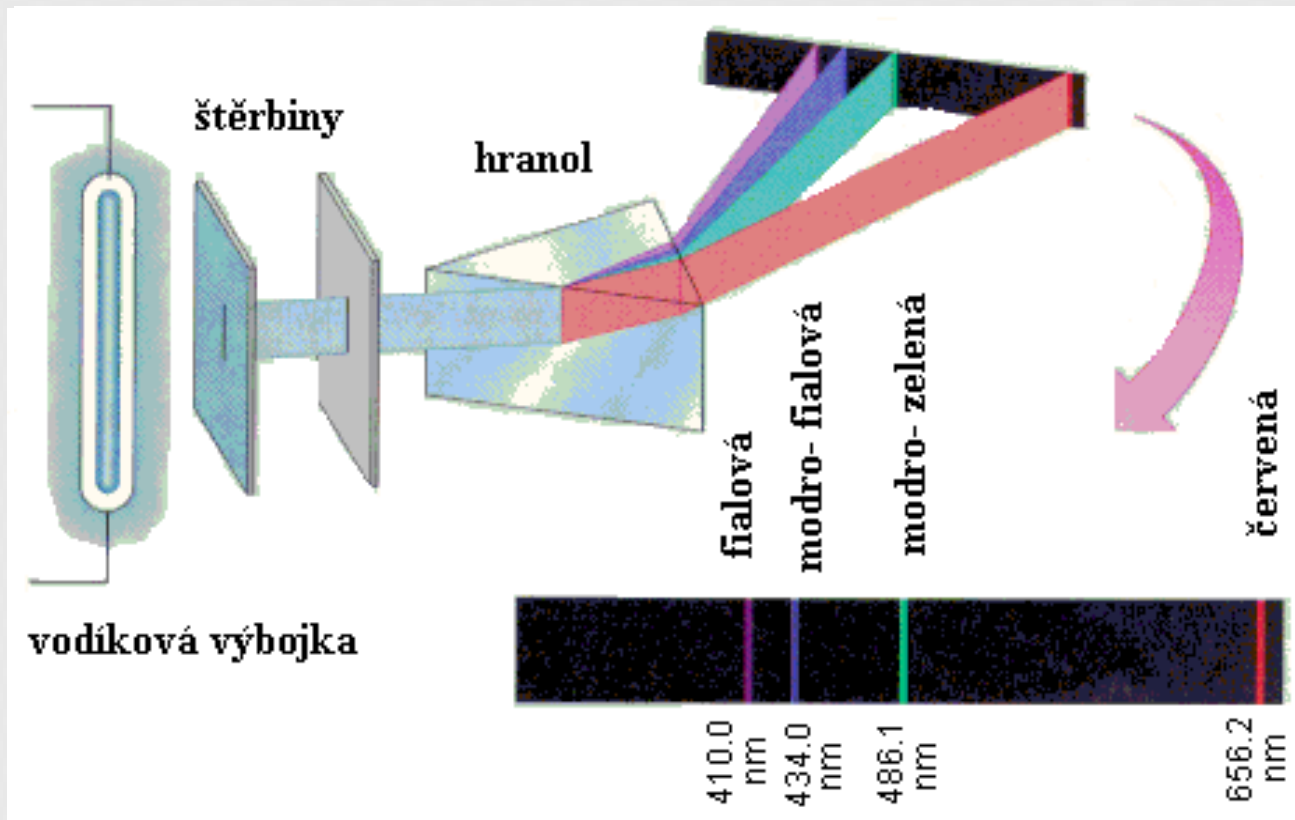 štěrbiny
hranol
vodíková výbojka
fialová
modro- fialová
modro- zelená
červená
410.0
nm
434.0
nm
486.1
nm
656.2
nm